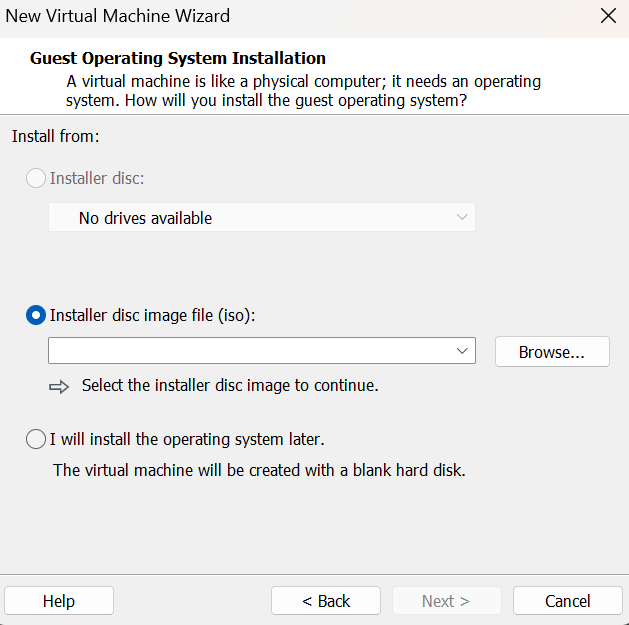 New Virtual Machine Wizard
Guest Operating System Installation
A virtual machine is like a physical computer; it needs an operating
system. How will you install the guest operating system?
Install from:
Installer disc:
No drives available
Installer disc image file (iso):
Browse...
Select the installer disc image to continue.
I will install the operating system later.
The virtual machine will be created with a blank hard disk.
Help
< Back
Next >
Cancel